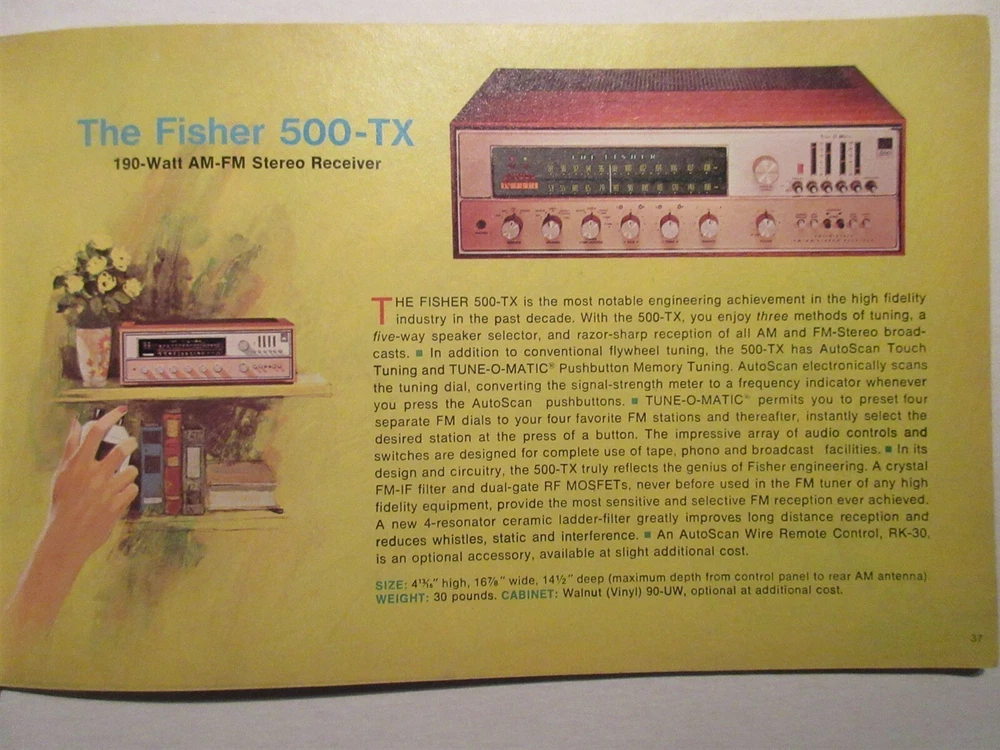 The Fisher 500-TX
190-Watt AM-FM Stereo Receiver
THE FISHER
THE FISHER 500-TX is the most notable engineering achievement in the high fidelity
industry in the past decade. With the 500-TX, you enjoy three methods of tuning, a
five-way speaker selector, and razor-sharp reception of all AM and FM-Stereo broad-
casts. ■ In addition to conventional flywheel tuning, the 500-TX has AutoScan Touch
Tuning and TUNE-O-MATIC® Pushbutton Memory Tuning. AutoScan electronically scans
the tuning dial, converting the signal-strength meter to a frequency indicator whenever
you press the AutoScan pushbuttons. ■ TUNE-O-MATIC® permits you to preset four
separate FM dials to your four favorite FM stations and thereafter, instantly select the
desired station at the press of a button. The impressive array of audio controls and
switches are designed for complete use of tape, phono and broadcast facilities. ■ In its
design and circuitry, the 500-TX truly reflects the genius of Fisher engineering. A crystal
FM-IF filter and dual-gate RF MOSFETs, never before used in the FM tuner of any high
fidelity equipment, provide the most sensitive and selective FM reception ever achieved.
A new 4-resonator ceramic ladder-filter greatly improves long distance reception and
reduces whistles, static and interference. ■ An AutoScan Wire Remote Control, RK-30,
is an optional accessory, available at slight additional cost.
SIZE: 4¹³⁄₁₆" high, 16⅞" wide, 14½" deep (maximum depth from control panel to rear AM antenna)
WEIGHT: 30 pounds. CABINET: Walnut (Vinyl) 90-UW, optional at additional cost.
37